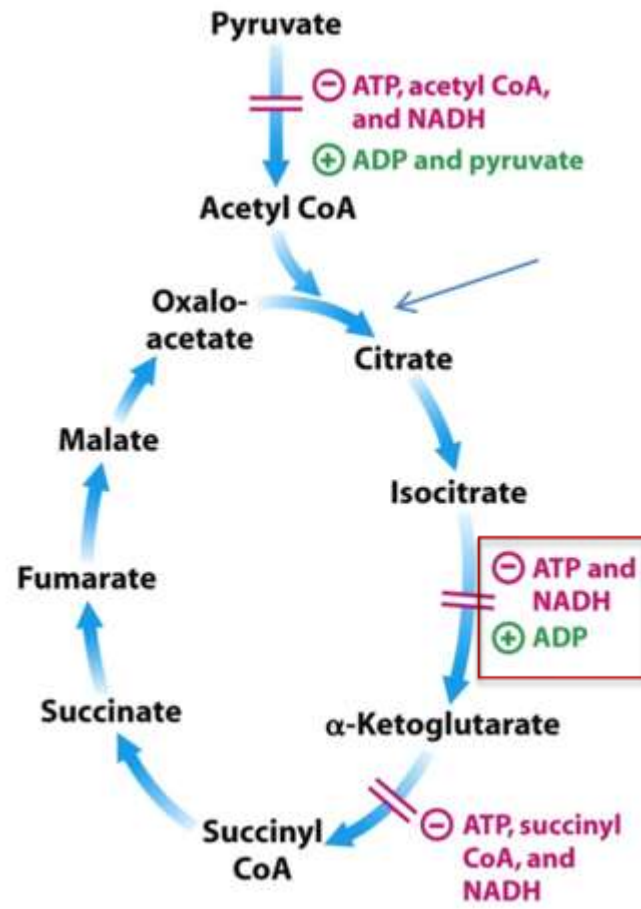 Pyruvate
⊖ ATP, acetyl CoA,
and NADH
⊕ ADP and pyruvate
Acetyl CoA
Oxalo-
acetate
Citrate
Malate
Isocitrate
⊖ ATP and
NADH
⊕ ADP
Fumarate
Succinate
α-Ketoglutarate
Succinyl
CoA
⊖ ATP, succinyl
CoA, and
NADH